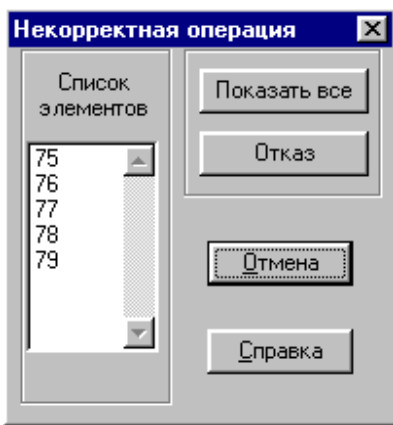 Некорректная операция
Список
элементов
75
76
77
78
79
Показать все
Отказ
Отмена
Справка